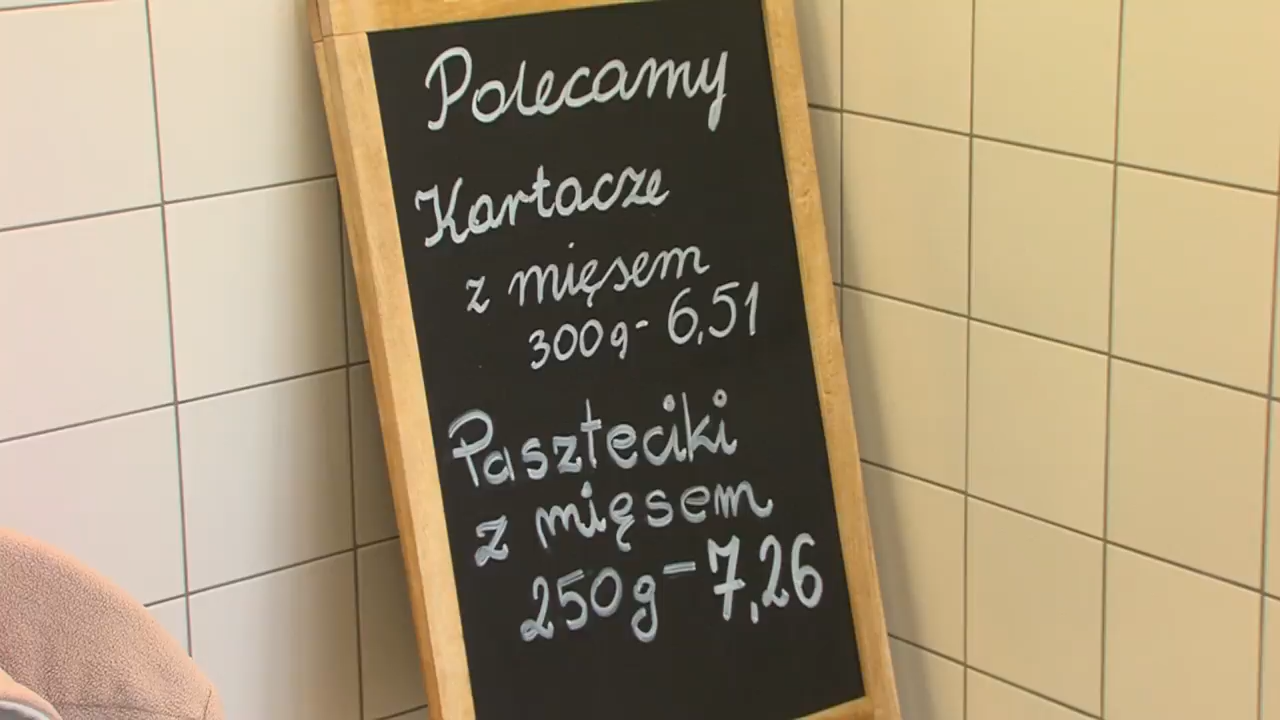 Polecamy
Kartacze
z mięsem
300g- 6,51
Paszteciki
z mięsem
250g-7,26